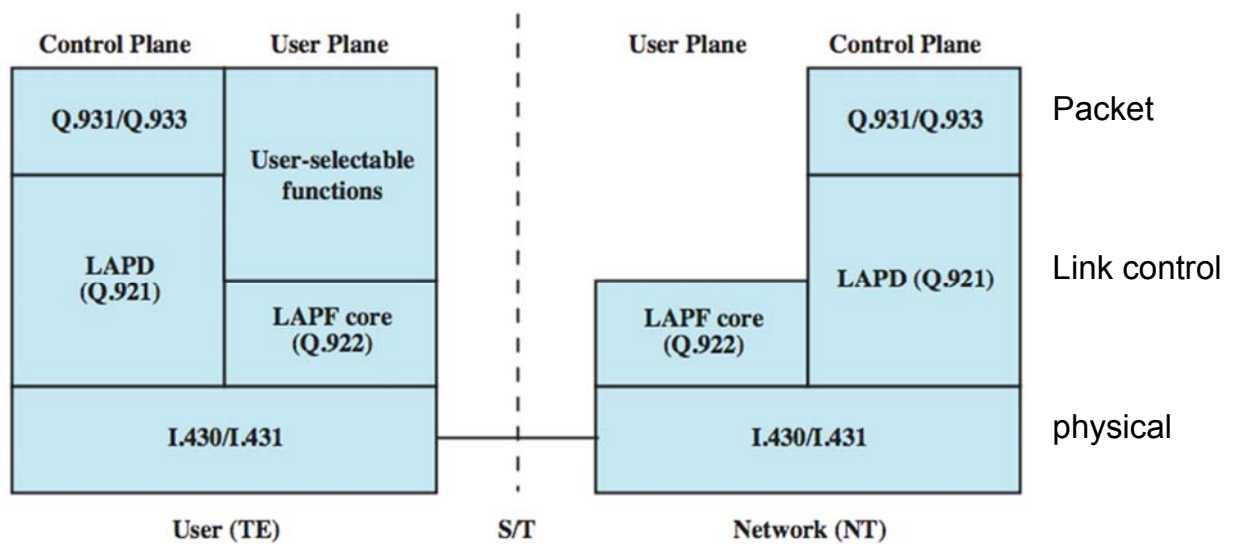 Control Plane
User Plane
User Plane
Control Plane
Q.931/Q.933
User-selectable
functions
LAPD
(Q.921)
LAPF core
(Q.922)
I.430/I.431
Q.931/Q.933
LAPD (Q.921)
LAPF core
(Q.922)
I.430/I.431
Packet
Link control
physical
User (TE)
S/T
Network (NT)